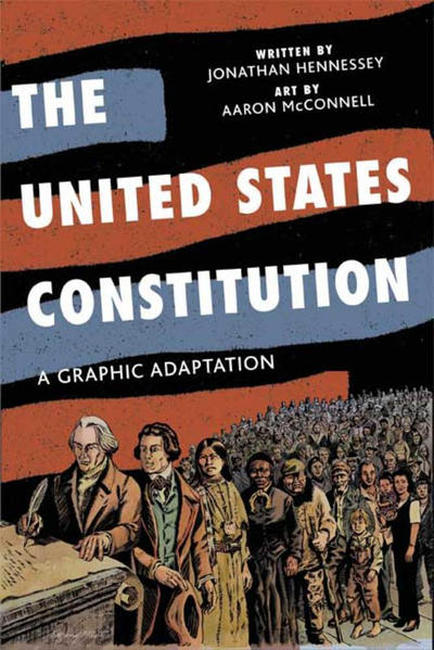 WRITTEN BY
JONATHAN HENNESSEY
ART BY
AARON McCONNELL
THE
UNITED STATES
CONSTITUTION
A GRAPHIC ADAPTATION